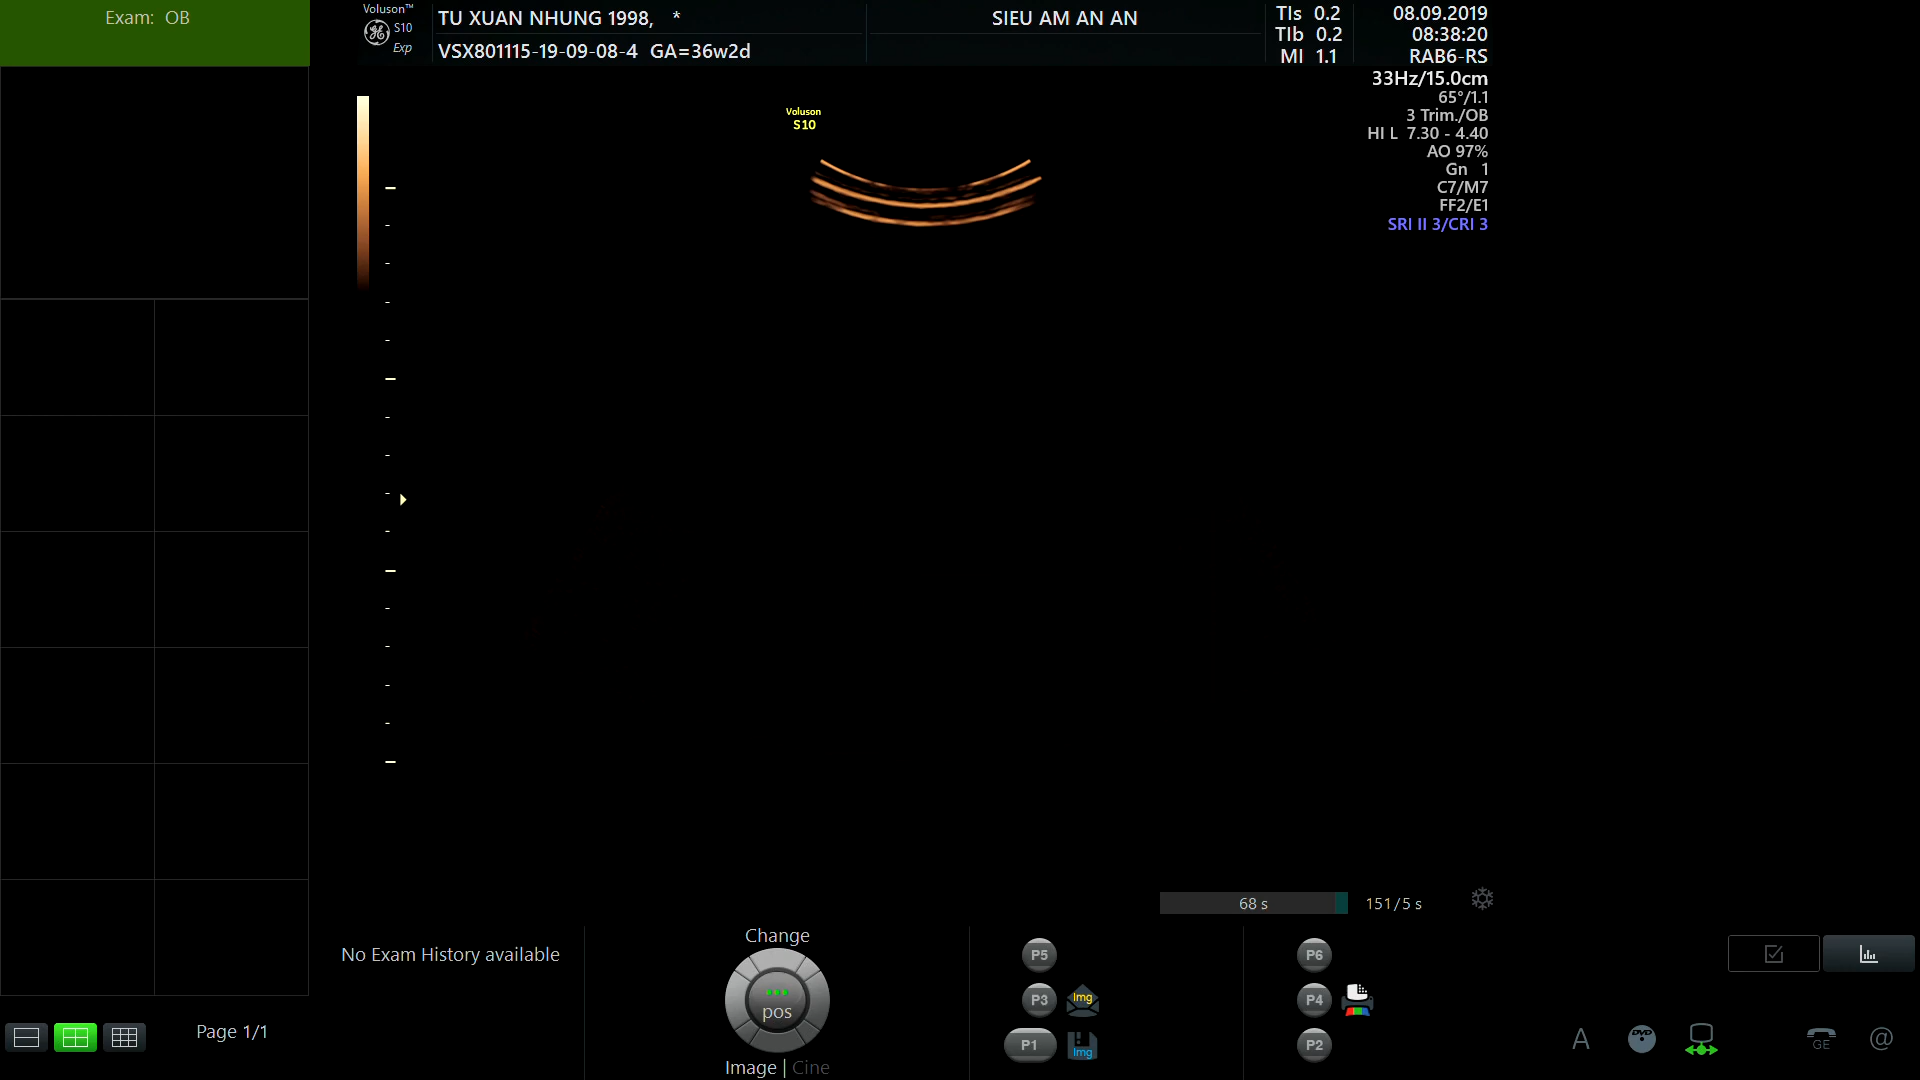 Exam: OB
Voluson™
S10
Exp
TU XUAN NHUNG 1998, *
VSX801115-19-09-08-4 GA=36w2d
SIEU AM AN AN
TIs 0.2
TIb 0.2
MI 1.1
08.09.2019
08:38:20
RAB6-RS
33Hz/15.0cm
65°/1.1
3 Trim./OB
HI L 7.30 - 4.40
AO 97%
Gn 1
C7/M7
FF2/E1
SRI II 3/CRI 3
Voluson
S10
68 s
151/5 s
No Exam History available
Change
pos
Image | Cine
P5
P3
Img
P1
Img
P6
P4
P2
Page 1/1
A
DVD
GE
@